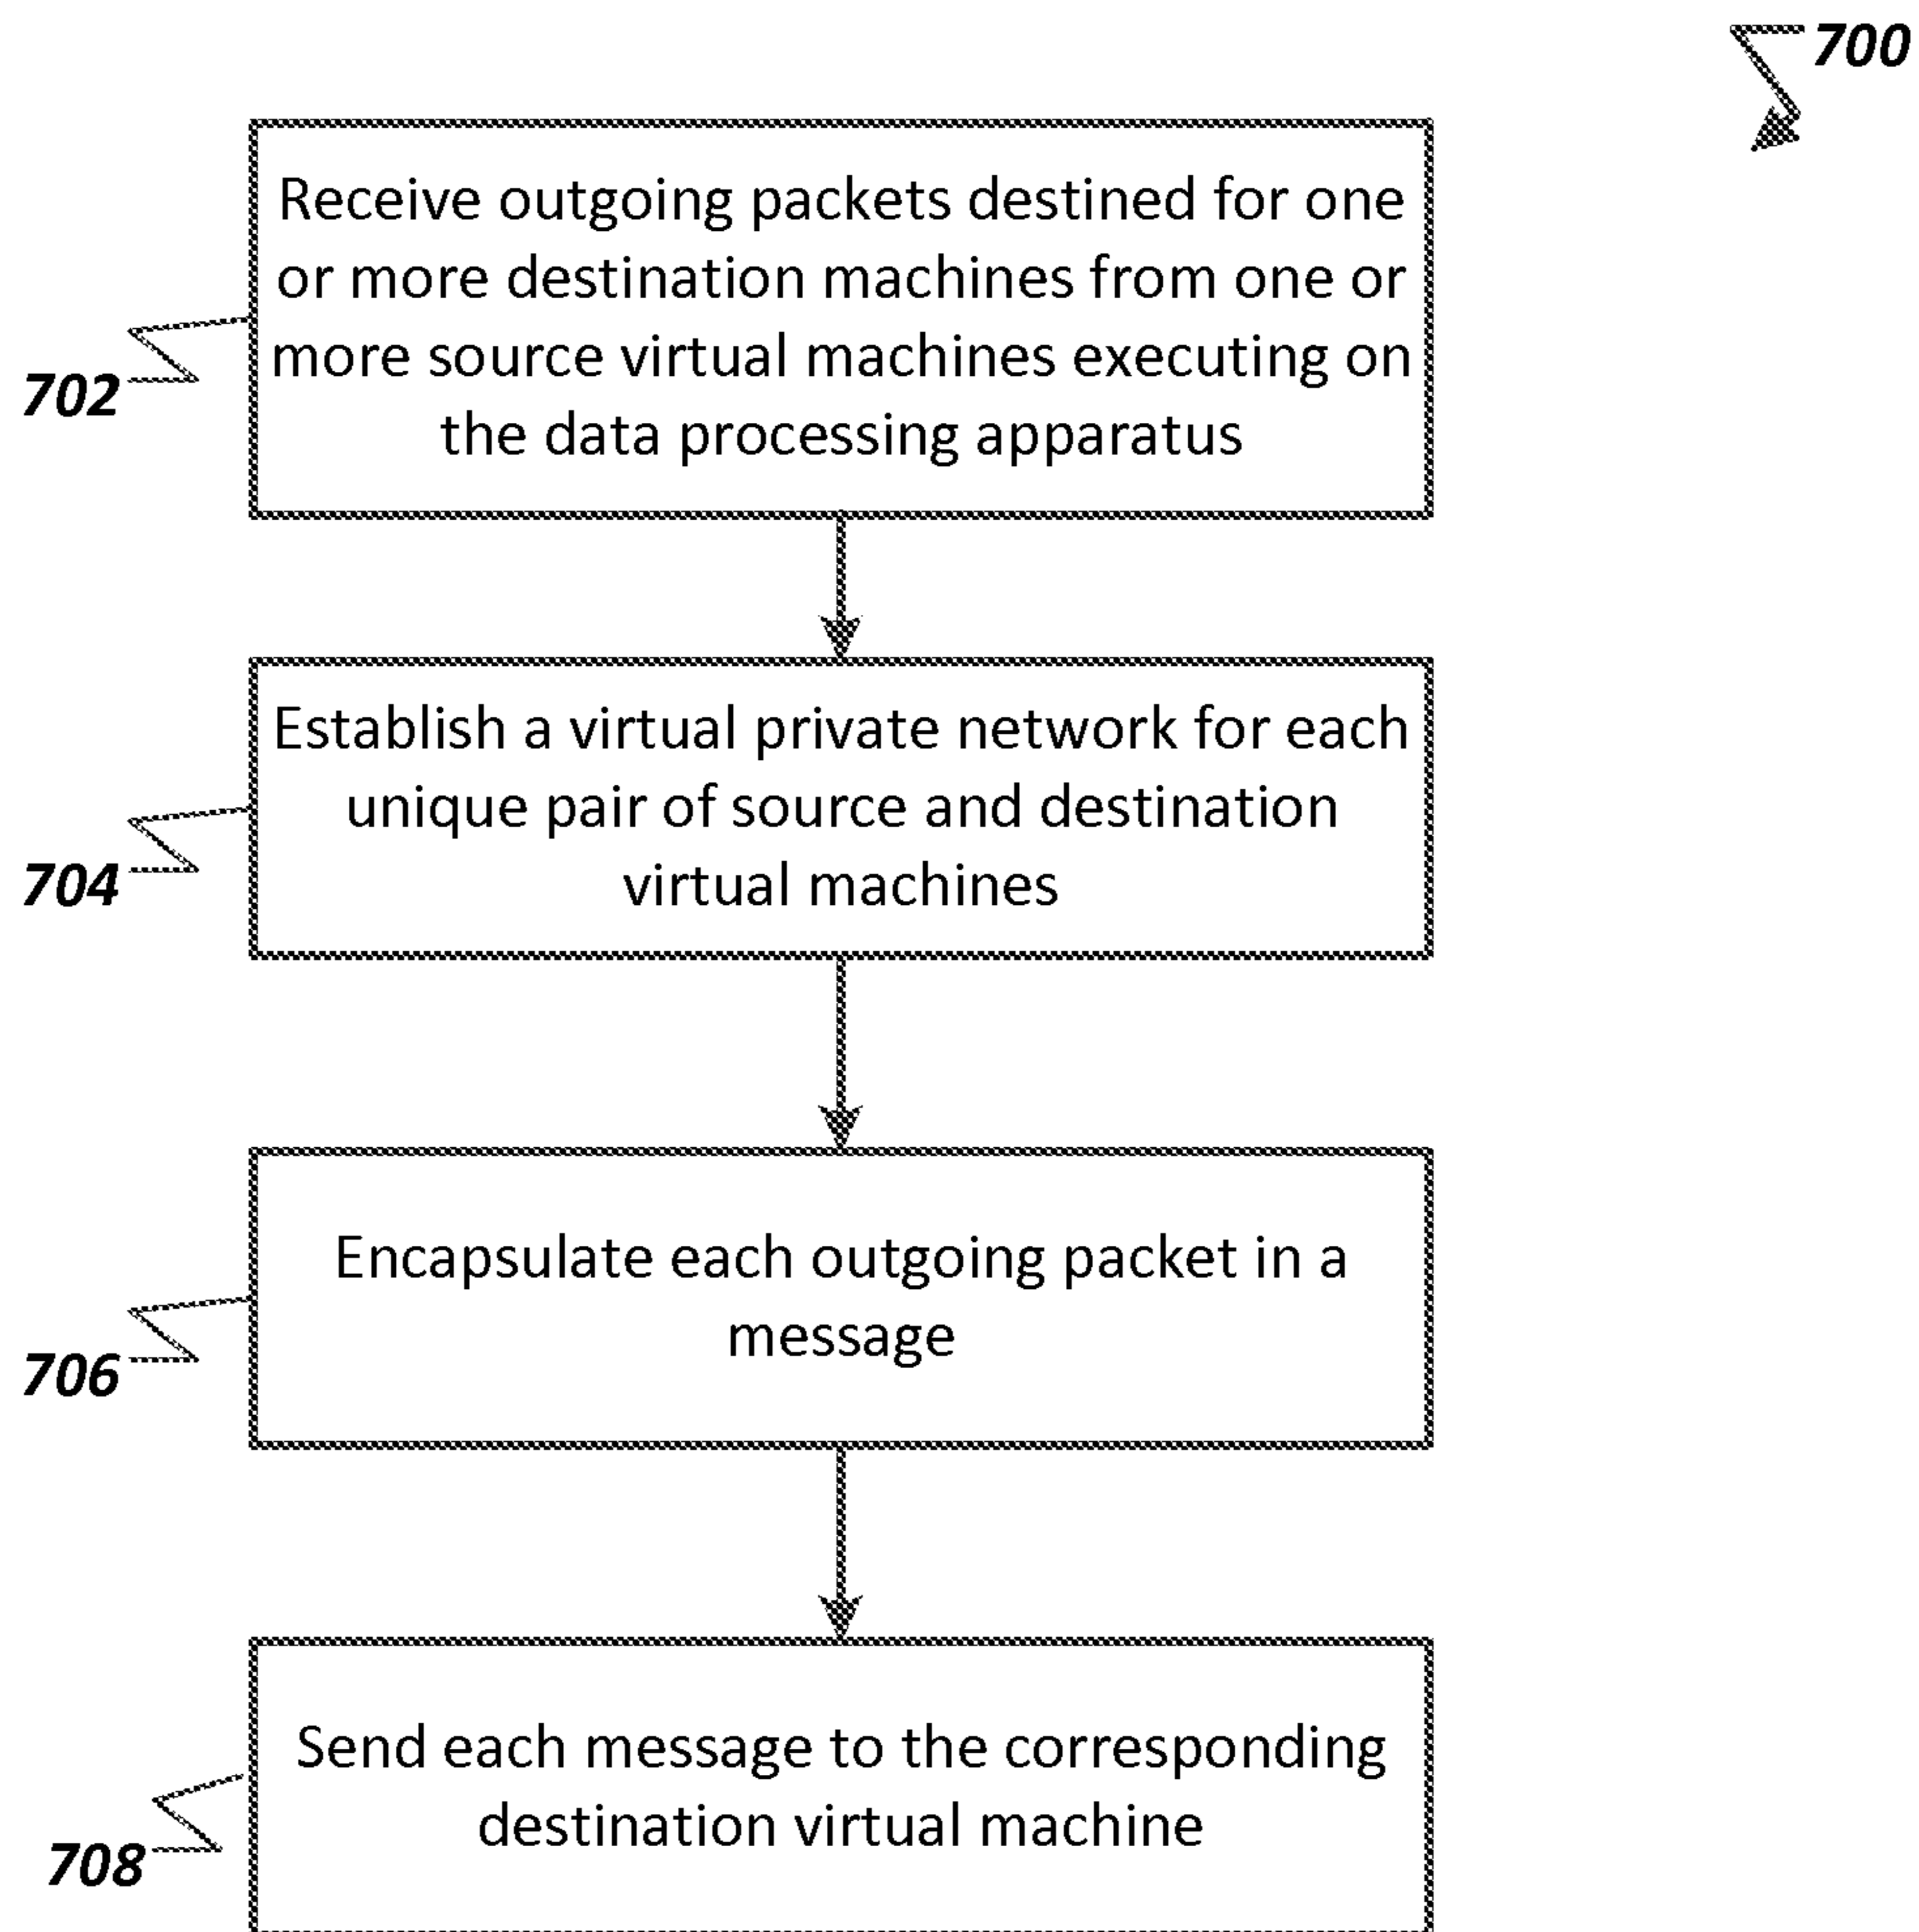 700
Receive outgoing packets destined for one
or more destination machines from one or
more source virtual machines executing on
the data processing apparatus
702
Establish a virtual private network for each
unique pair of source and destination
virtual machines
704
Encapsulate each outgoing packet in a
message
706
Send each message to the corresponding
destination virtual machine
708